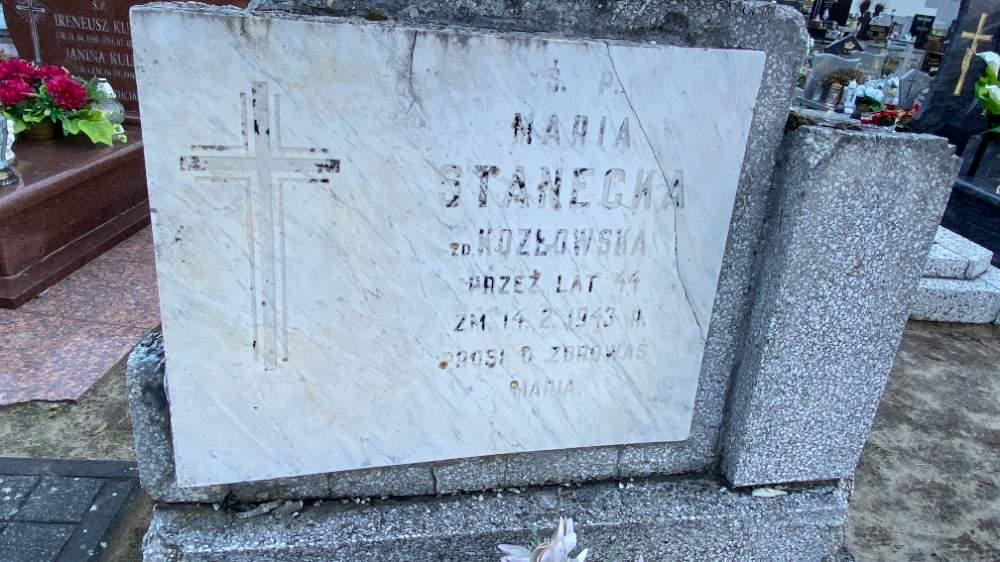 Ś. P.
MARIA
STANECKA
ZD. KOZŁOWSKA
PRZEŻ. LAT 44
ZM. 14. 2. 1943 R.
PROSI O ZDROWAŚ
MARIA.
Ś.P.
IRENEUSZ
JANINA